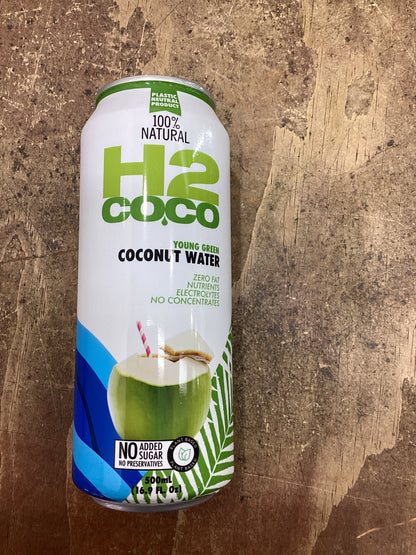 PLASTIC
NEUTRAL
PRODUCT
100%
NATURAL
H2
COCO
YOUNG GREEN
COCONUT WATER
ZERO FAT
NUTRIENTS
ELECTROLYTES
NO CONCENTRATES
NO ADDED
SUGAR
NO PRESERVATIVES
500mL
(16.9 FL. Oz)